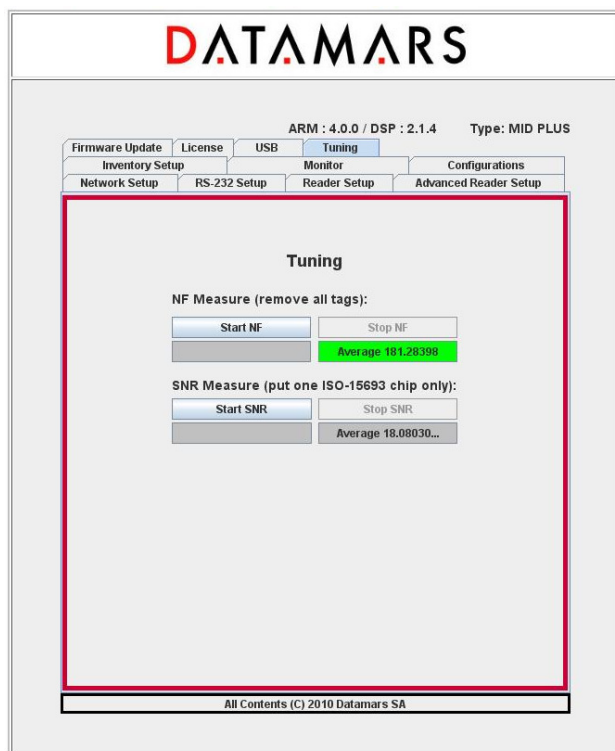 DATAMARS
ARM : 4.0.0 / DSP : 2.1.4 Type: MID PLUS
Firmware Update License USB Tuning
Inventory Setup Monitor Configurations
Network Setup RS-232 Setup Reader Setup Advanced Reader Setup
Tuning
NF Measure (remove all tags):
Start NF Stop NF
Average 181.28398
SNR Measure (put one ISO-15693 chip only):
Start SNR Stop SNR
Average 18.08030...
All Contents (C) 2010 Datamars SA